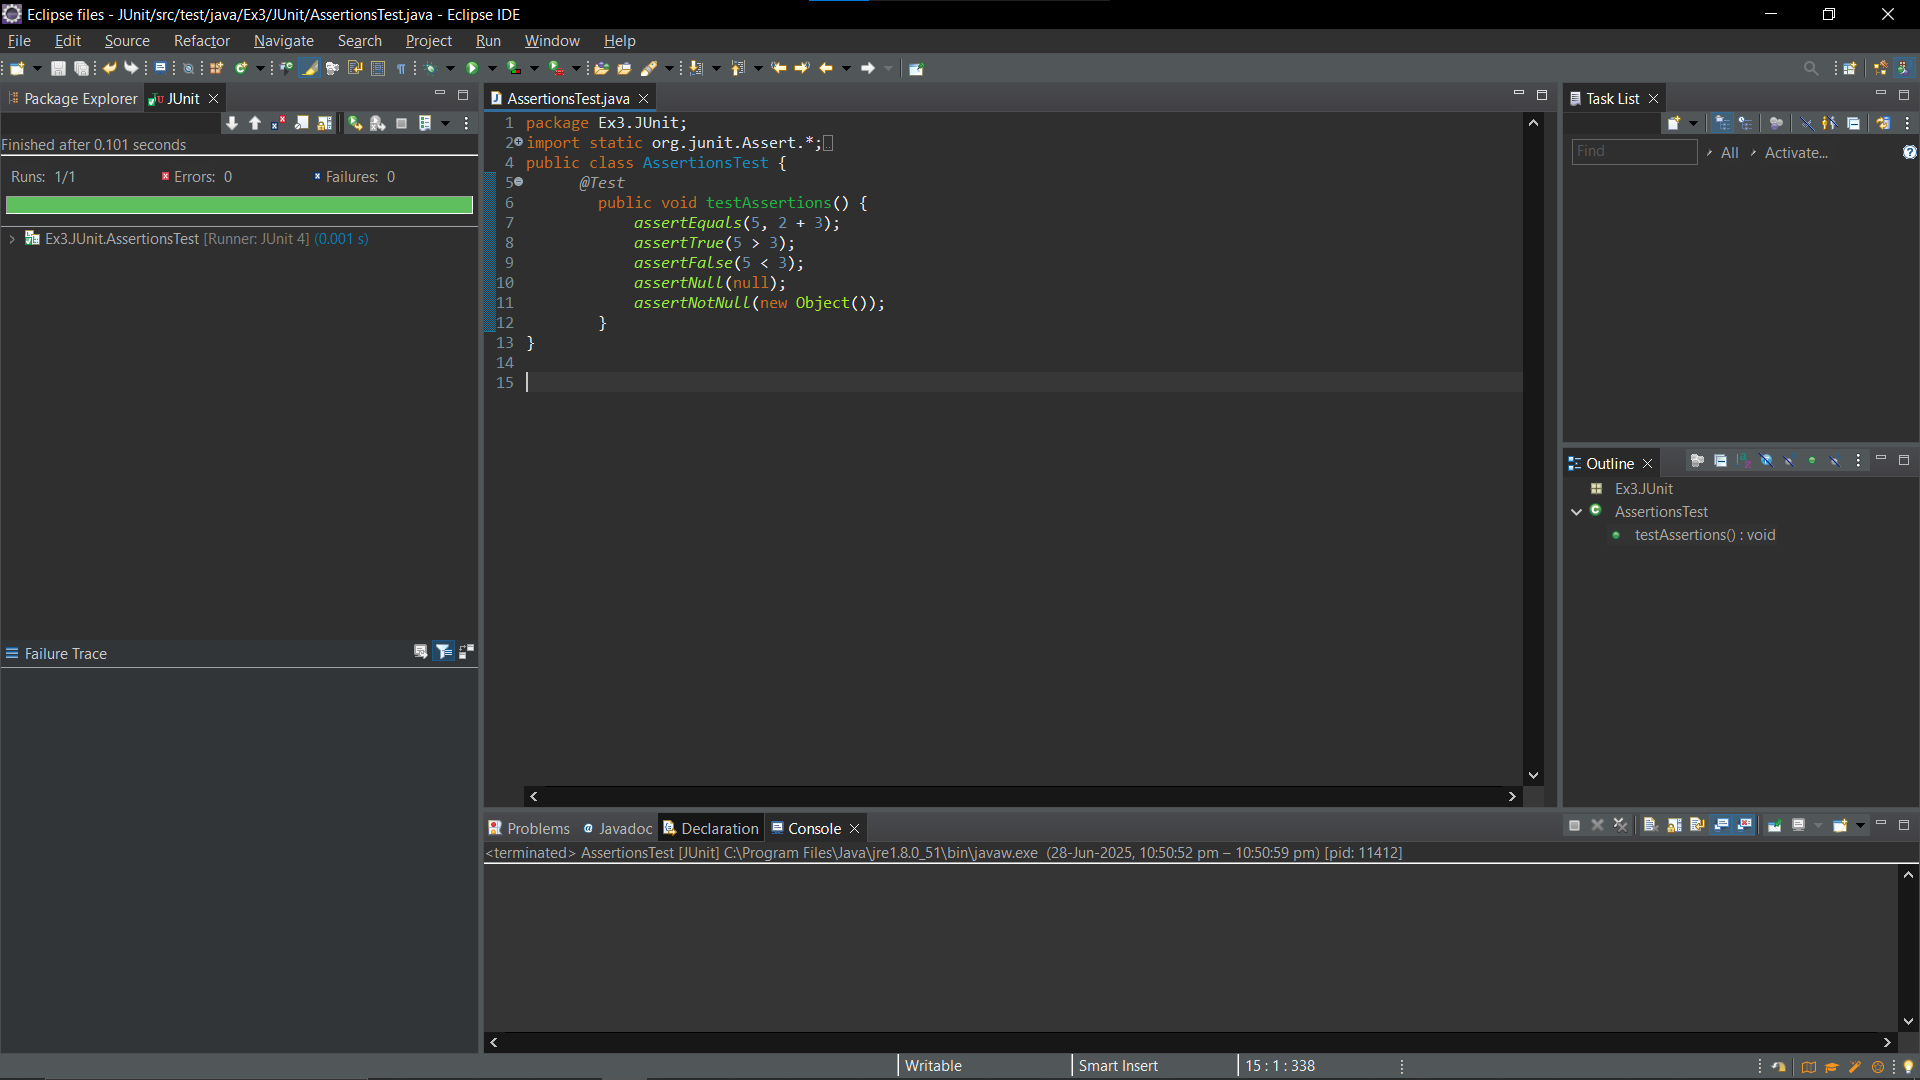 Eclipse files - JUnit/src/test/java/Ex3/JUnit/AssertionsTest.java - Eclipse IDE
File Edit Source Refactor Navigate Search Project Run Window Help
Package Explorer
JUnit
Finished after 0.101 seconds
Runs: 1/1 Errors: 0 Failures: 0
Ex3.JUnit.AssertionsTest [Runner: JUnit 4] (0.001 s)
Failure Trace
AssertionsTest.java
1 package Ex3.JUnit;
2 import static org.junit.Assert.*;
4 public class AssertionsTest {
5 @Test
6 public void testAssertions() {
7 assertEquals(5, 2 + 3);
8 assertTrue(5 > 3);
9 assertFalse(5 < 3);
10 assertNull(null);
11 assertNotNull(new Object());
12 }
13 }
14
15
Task List
Find All Activate...
Outline
Ex3.JUnit
AssertionsTest
testAssertions() : void
Problems Javadoc Declaration Console
<terminated> AssertionsTest [JUnit] C:\Program Files\Java\jre1.8.0_51\bin\javaw.exe (28-Jun-2025, 10:50:52 pm – 10:50:59 pm) [pid: 11412]
Writable Smart Insert 15 : 1 : 338